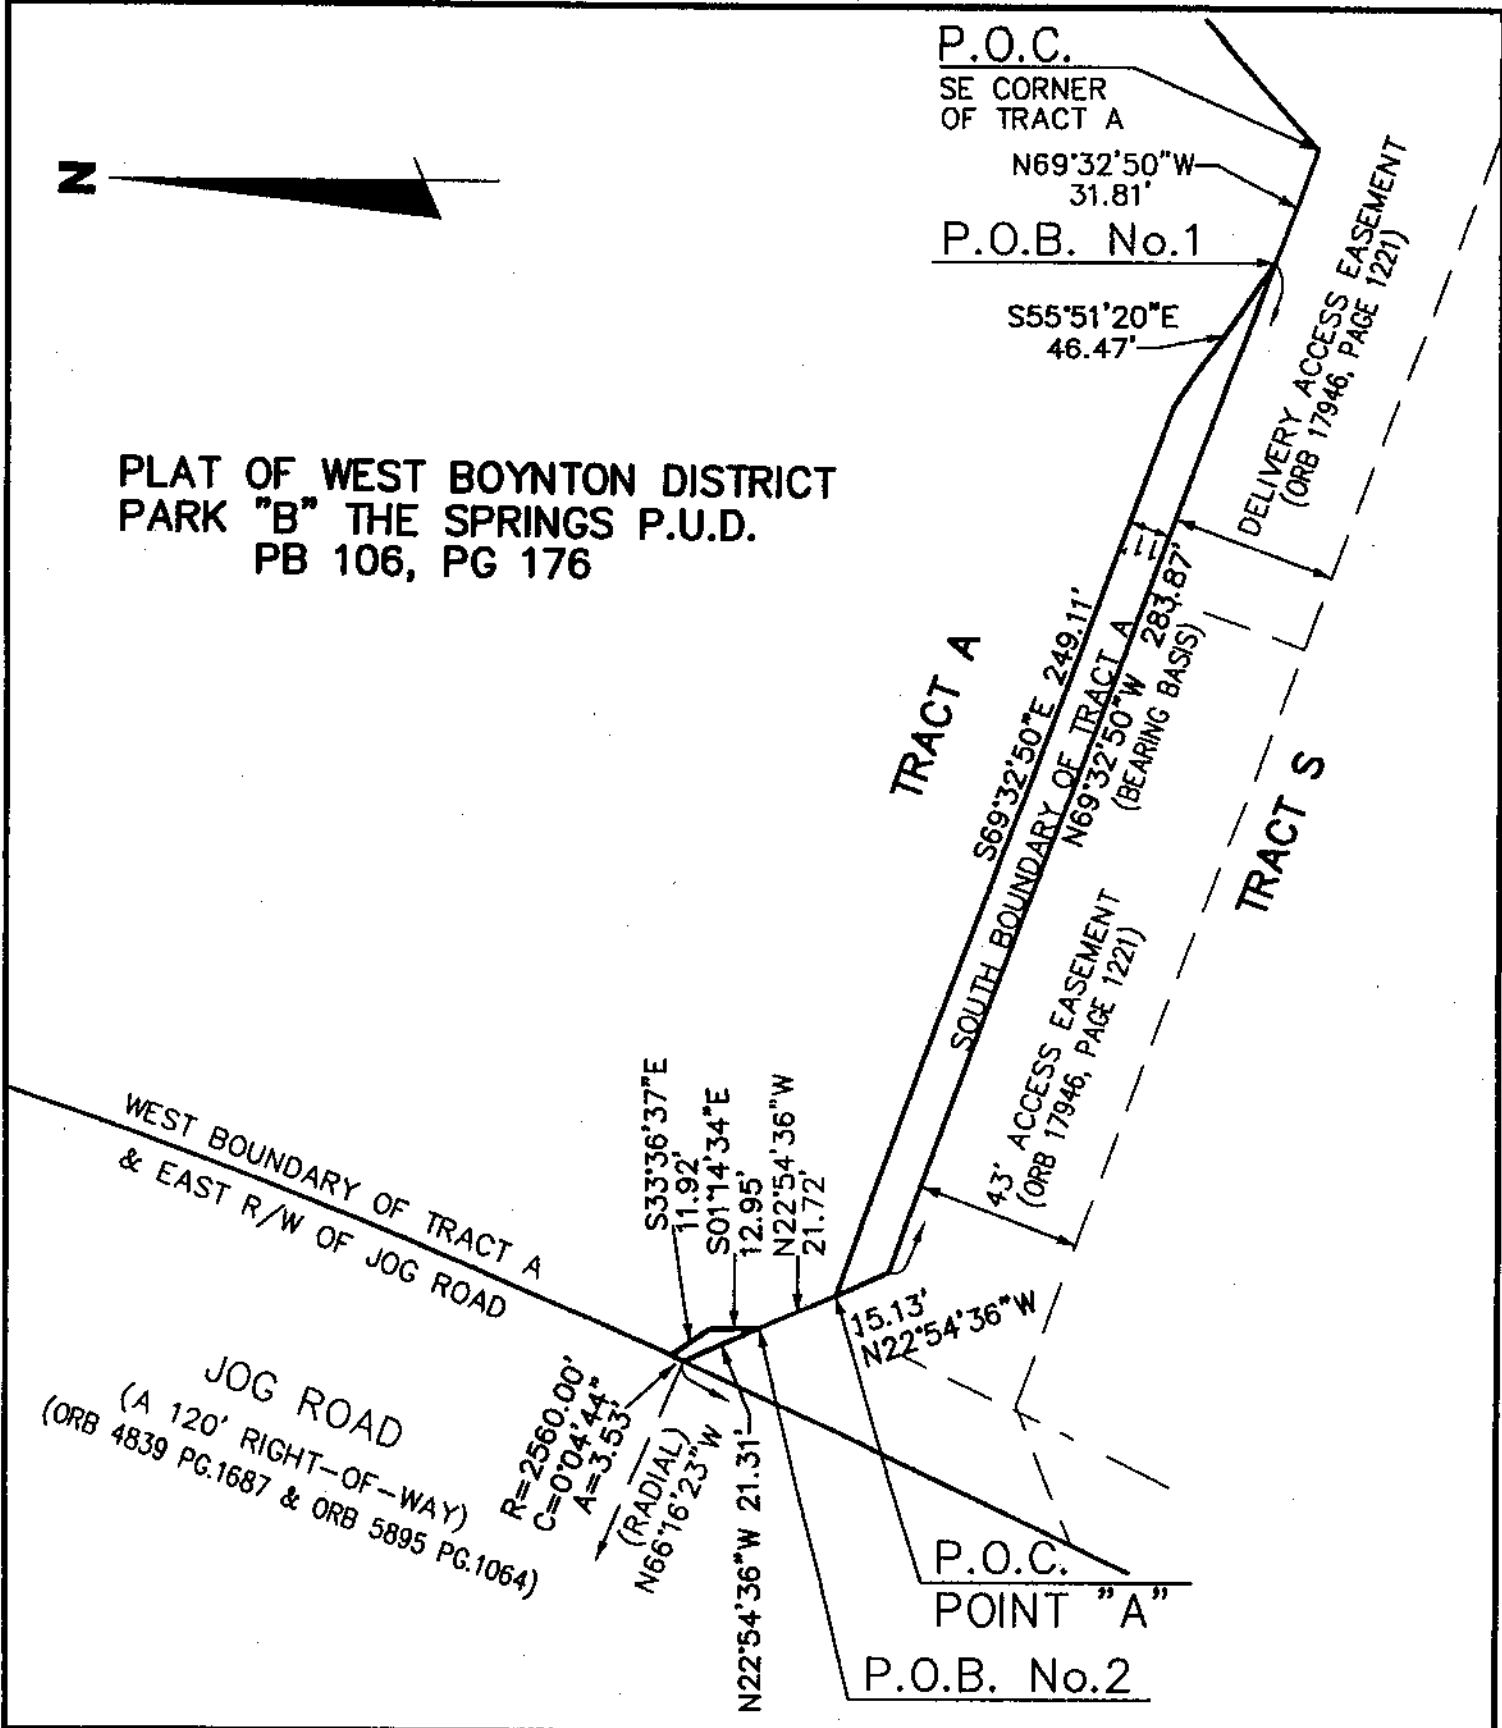 P.O.C.
SE CORNER
OF TRACT A
N
N69°32'50"W
31.81'
P.O.B. No.1
S55°51'20"E
46.47'
DELIVERY ACCESS EASEMENT
(ORB 17946, PAGE 1221)
PLAT OF WEST BOYNTON DISTRICT
PARK "B" THE SPRINGS P.U.D.
PB 106, PG 176
11'
TRACT A
S69°32'50"E 249.11'
SOUTH BOUNDARY OF TRACT A
N69°32'50"W 283.87'
(BEARING BASIS)
TRACT S
43' ACCESS EASEMENT
(ORB 17946, PAGE 1221)
WEST BOUNDARY OF TRACT A
& EAST R/W OF JOG ROAD
S33°36'37"E
11.92'
S01°14'34"E
12.95'
N22°54'36"W
21.72'
15.13'
N22°54'36"W
JOG ROAD
(A 120' RIGHT-OF-WAY)
(ORB 4839 PG.1687 & ORB 5895 PG.1064)
R=2560.00'
C=0°04'44"
A=3.53'
(RADIAL)
N66°16'23"W
N22°54'36"W 21.31'
P.O.C.
POINT "A"
P.O.B. No.2